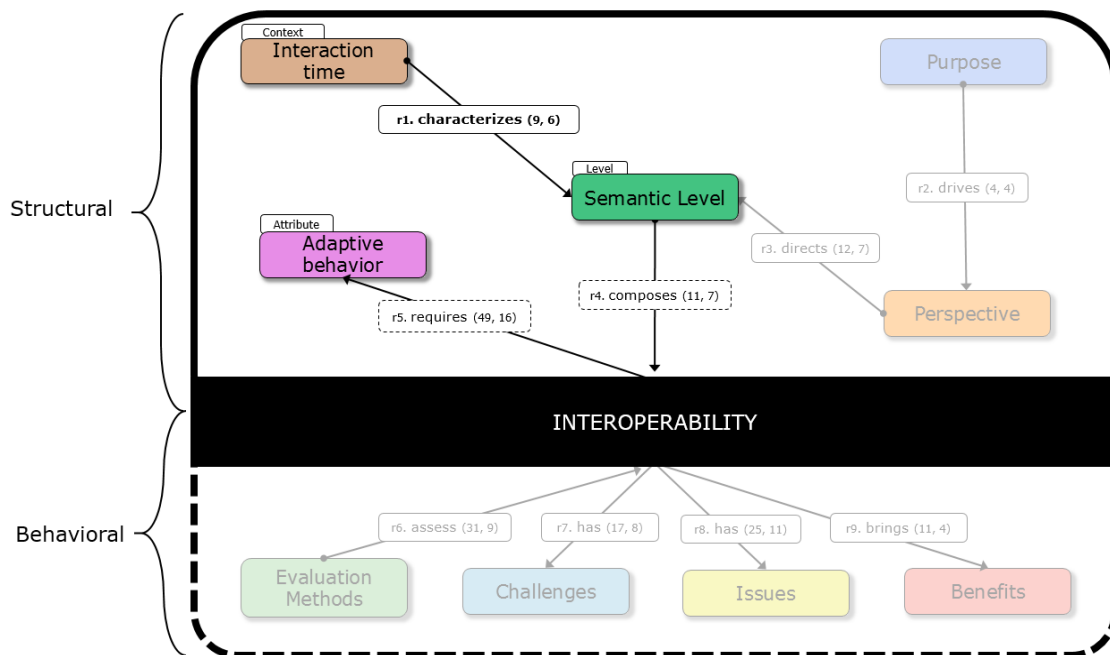 Context
Interaction
time
Purpose
r1. characterizes (9, 6)
Level
Semantic Level
r2. drives (4, 4)
Structural
Attribute
Adaptive
behavior
r3. directs (12, 7)
r4. composes (11, 7)
r5. requires (49, 16)
Perspective
INTEROPERABILITY
Behavioral
r6. assess (31, 9)
r7. has (17, 8)
r8. has (25, 11)
r9. brings (11, 4)
Evaluation
Methods
Challenges
Issues
Benefits